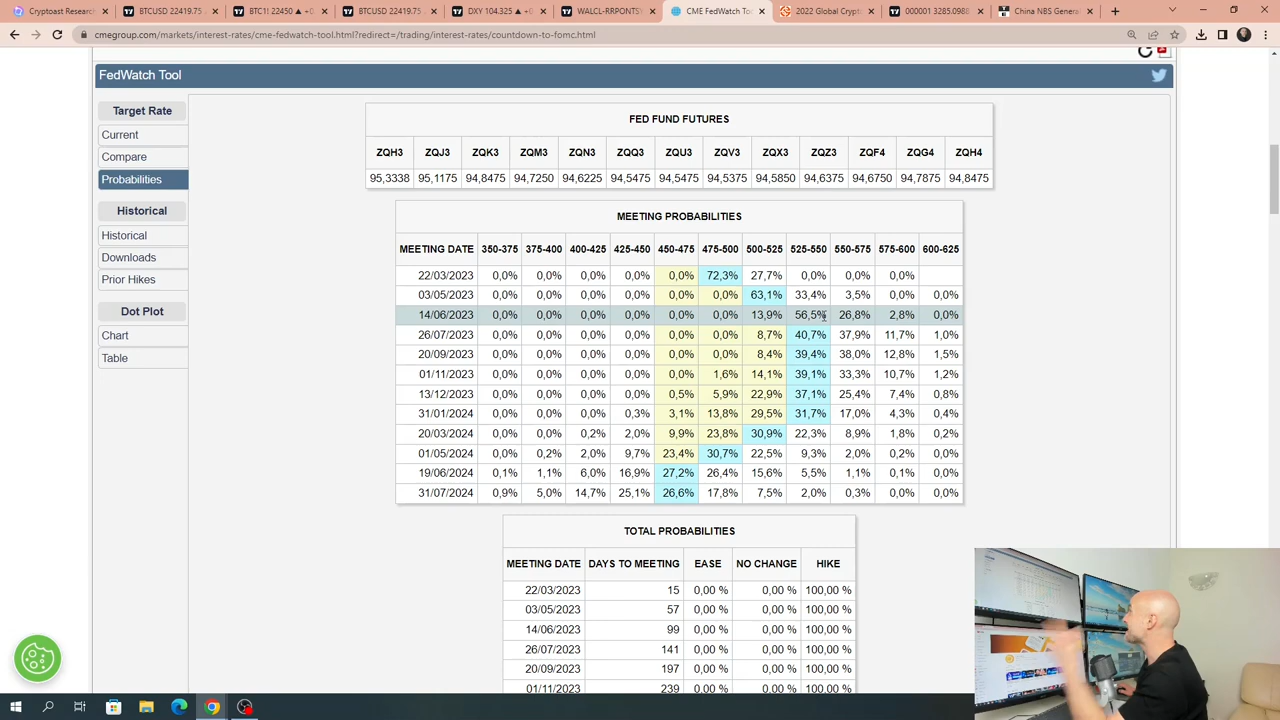 Cryptoast Research
BTCUSD 22419.75
BTC1! 22450 ▲ +0
BTCUSD 22419.75
DXY 104.325 ▲ +0.
WALCL-RRPONTSY
CME FedWatch Too
2022 Global Crypto
000001 3285.0988
China NBS General
cmegroup.com/markets/interest-rates/cme-fedwatch-tool.html?redirect=/trading/interest-rates/countdown-to-fomc.html
FedWatch Tool
Target Rate
Current
Compare
Probabilities
Historical
Historical
Downloads
Prior Hikes
Dot Plot
Chart
Table
FED FUND FUTURES
ZQH3 ZQJ3 ZQK3 ZQM3 ZQN3 ZQQ3 ZQU3 ZQV3 ZQX3 ZQZ3 ZQF4 ZQG4 ZQH4
95,3338 95,1175 94,8475 94,7250 94,6225 94,5475 94,5475 94,5375 94,5850 94,6375 94,6750 94,7875 94,8475
MEETING PROBABILITIES
MEETING DATE 350-375 375-400 400-425 425-450 450-475 475-500 500-525 525-550 550-575 575-600 600-625
22/03/2023 0,0% 0,0% 0,0% 0,0% 0,0% 72,3% 27,7% 0,0% 0,0% 0,0%
03/05/2023 0,0% 0,0% 0,0% 0,0% 0,0% 0,0% 63,1% 33,4% 3,5% 0,0% 0,0%
14/06/2023 0,0% 0,0% 0,0% 0,0% 0,0% 0,0% 13,9% 56,5% 26,8% 2,8% 0,0%
26/07/2023 0,0% 0,0% 0,0% 0,0% 0,0% 0,0% 8,7% 40,7% 37,9% 11,7% 1,0%
20/09/2023 0,0% 0,0% 0,0% 0,0% 0,0% 0,0% 8,4% 39,4% 38,0% 12,8% 1,5%
01/11/2023 0,0% 0,0% 0,0% 0,0% 0,0% 1,6% 14,1% 39,1% 33,3% 10,7% 1,2%
13/12/2023 0,0% 0,0% 0,0% 0,0% 0,5% 5,9% 22,9% 37,1% 25,4% 7,4% 0,8%
31/01/2024 0,0% 0,0% 0,0% 0,3% 3,1% 13,8% 29,5% 31,7% 17,0% 4,3% 0,4%
20/03/2024 0,0% 0,0% 0,2% 2,0% 9,9% 23,8% 30,9% 22,3% 8,9% 1,8% 0,2%
01/05/2024 0,0% 0,2% 2,0% 9,7% 23,4% 30,7% 22,5% 9,3% 2,0% 0,2% 0,0%
19/06/2024 0,1% 1,1% 6,0% 16,9% 27,2% 26,4% 15,6% 5,5% 1,1% 0,1% 0,0%
31/07/2024 0,9% 5,0% 14,7% 25,1% 26,6% 17,8% 7,5% 2,0% 0,3% 0,0% 0,0%
TOTAL PROBABILITIES
MEETING DATE DAYS TO MEETING EASE NO CHANGE HIKE
22/03/2023 15 0,00 % 0,00 % 100,00 %
03/05/2023 57 0,00 % 0,00 % 100,00 %
14/06/2023 99 0,00 % 0,00 % 100,00 %
26/07/2023 141 0,00 % 0,00 % 100,00 %
20/09/2023 197 0,00 % 0,00 % 100,00 %
01/11/2023 239 0,00 % 0,00 % 100,00 %